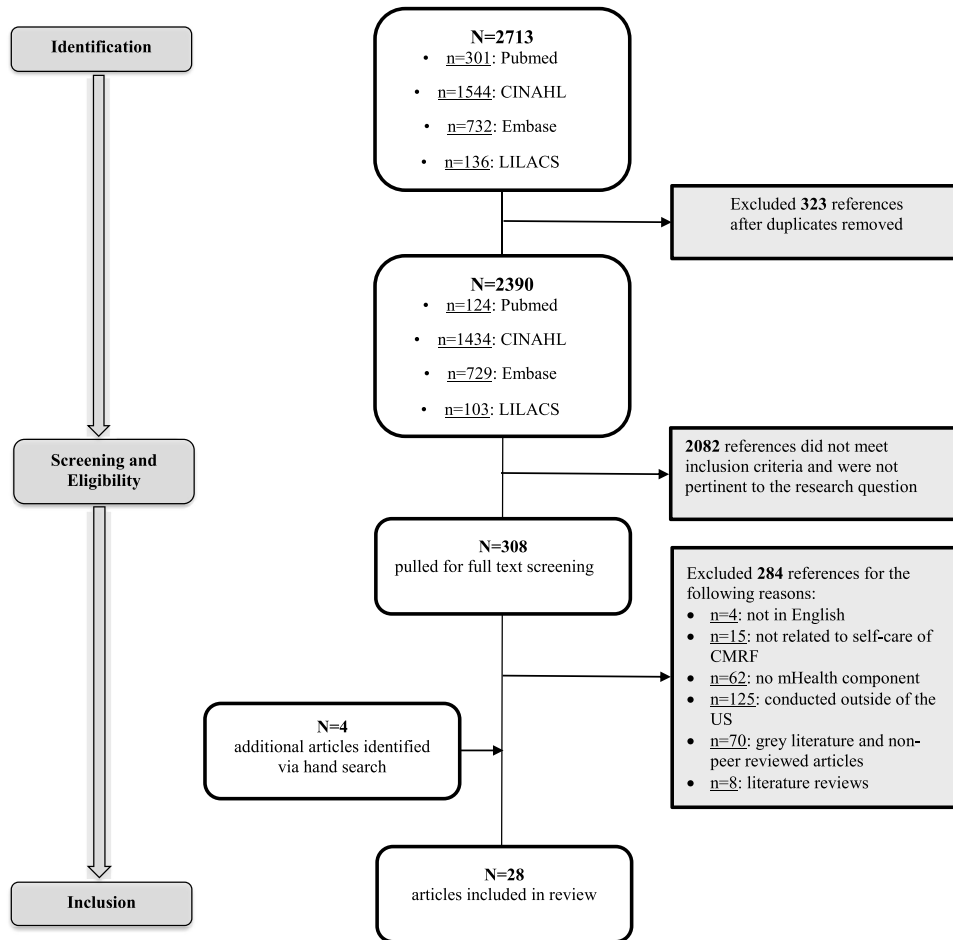 Identification
N=2713
• n=301: Pubmed
• n=1544: CINAHL
• n=732: Embase
• n=136: LILACS
Excluded 323 references
after duplicates removed
N=2390
• n=124: Pubmed
• n=1434: CINAHL
• n=729: Embase
• n=103: LILACS
Screening and
Eligibility
2082 references did not meet
inclusion criteria and were not
pertinent to the research question
N=308
pulled for full text screening
Excluded 284 references for the
following reasons:
• n=4: not in English
• n=15: not related to self-care of
CMRF
• n=62: no mHealth component
• n=125: conducted outside of the
US
• n=70: grey literature and non-
peer reviewed articles
• n=8: literature reviews
N=4
additional articles identified
via hand search
N=28
articles included in review
Inclusion